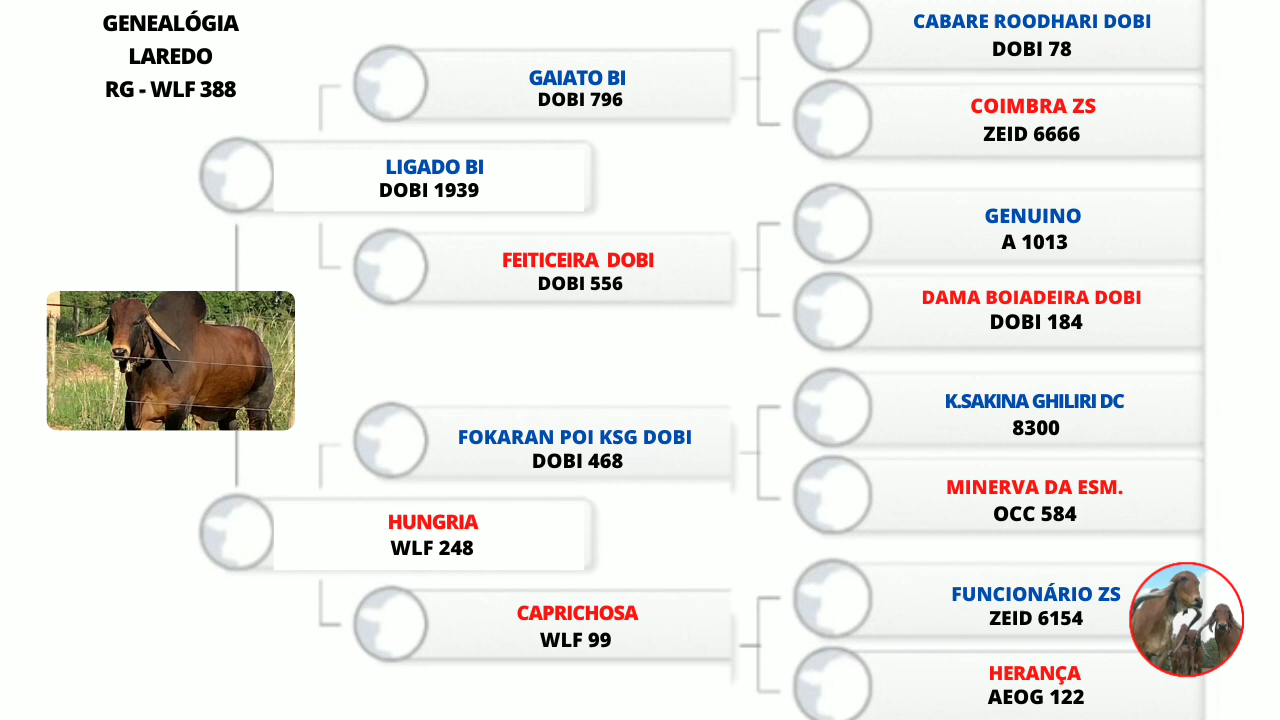 GENEALÓGIA
LAREDO
RG - WLF 388
LIGADO BI
DOBI 1939
HUNGRIA
WLF 248
GAIATO BI
DOBI 796
FEITICEIRA DOBI
DOBI 556
FOKARAN POI KSG DOBI
DOBI 468
CAPRICHOSA
WLF 99
CABARE ROODHARI DOBI
DOBI 78
COIMBRA ZS
ZEID 6666
GENUINO
A 1013
DAMA BOIADEIRA DOBI
DOBI 184
K.SAKINA GHILIRI DC
8300
MINERVA DA ESM.
OCC 584
FUNCIONÁRIO ZS
ZEID 6154
HERANÇA
AEOG 122